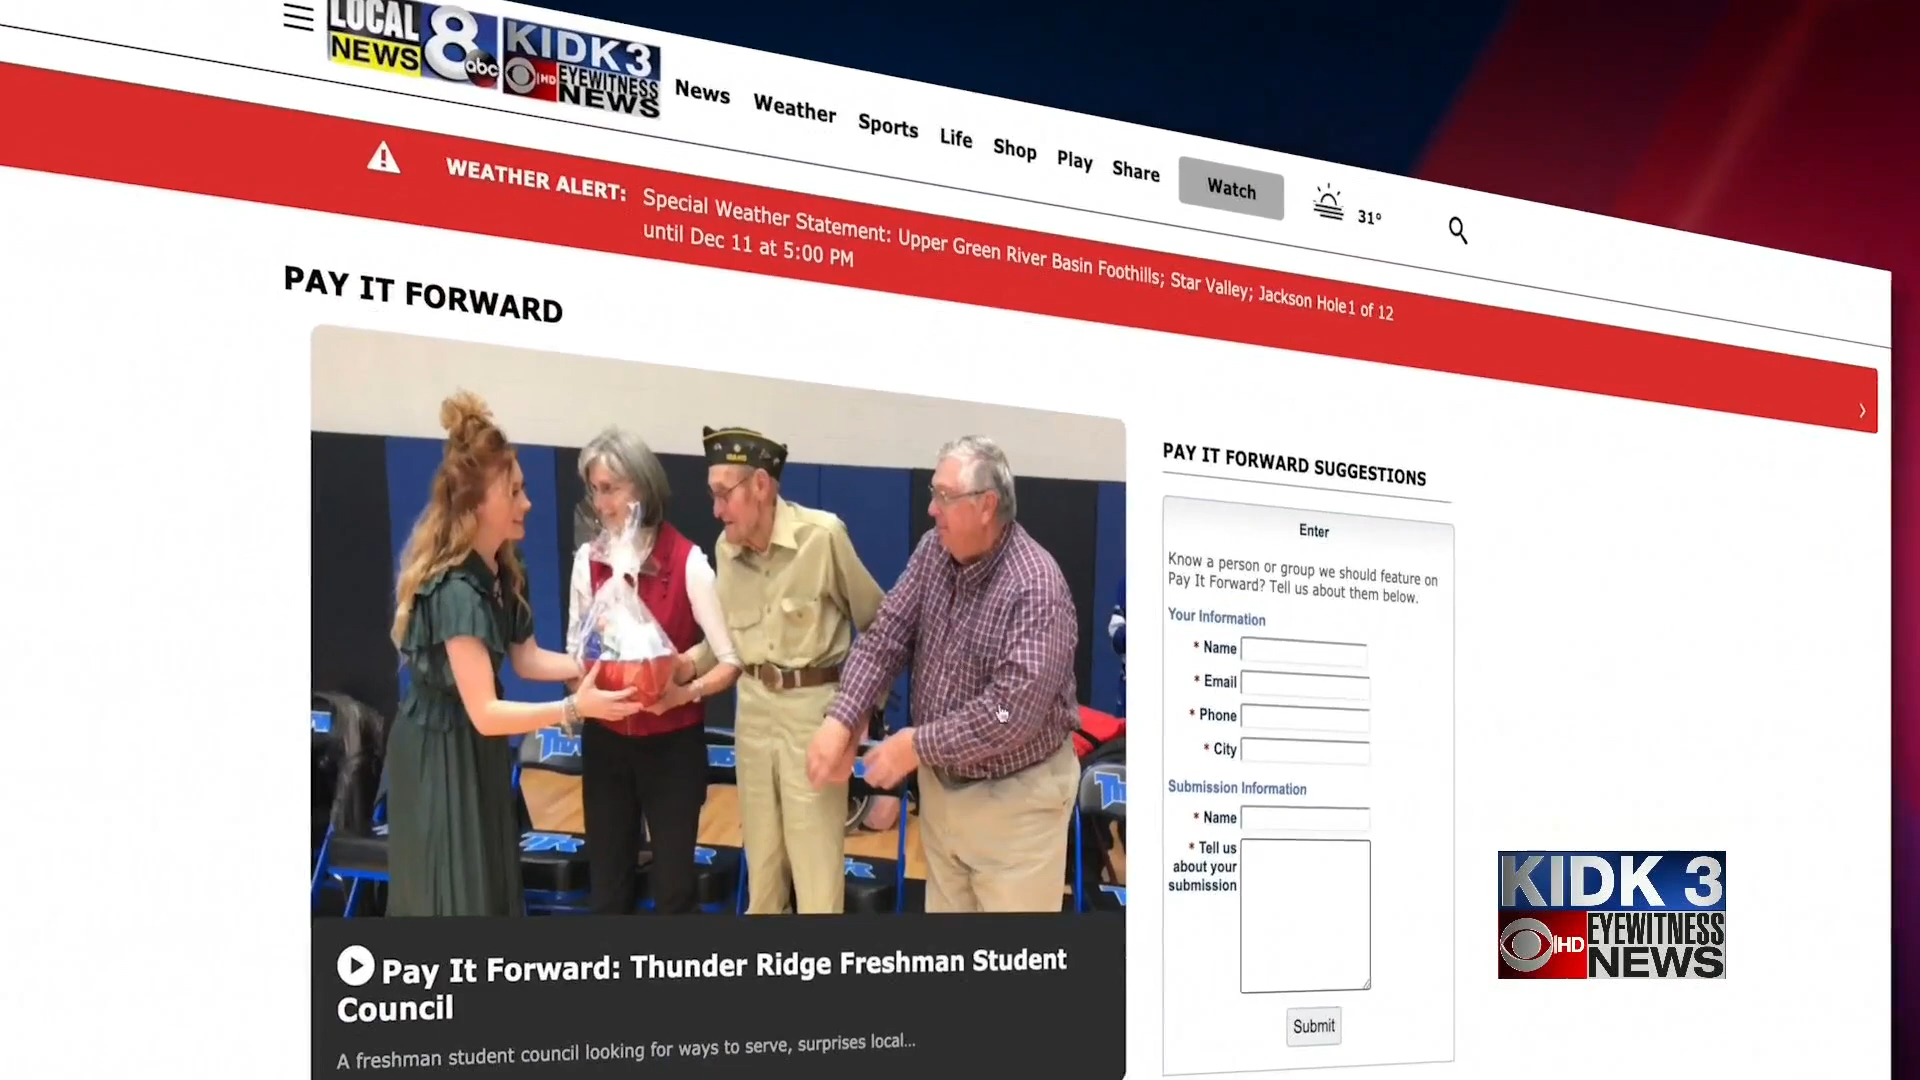 LOCAL
NEWS 8 abc
KIDK 3
HD EYEWITNESS
NEWS
News Weather Sports Life Shop Play Share Watch 31°
WEATHER ALERT: Special Weather Statement: Upper Green River Basin Foothills; Star Valley; Jackson Hole1 of 12
until Dec 11 at 5:00 PM
PAY IT FORWARD
PAY IT FORWARD SUGGESTIONS
Enter
Know a person or group we should feature on
Pay It Forward? Tell us about them below.
Your Information
* Name
* Email
* Phone
* City
Submission Information
* Name
* Tell us
about your
submission
Submit
Pay It Forward: Thunder Ridge Freshman Student
Council
A freshman student council looking for ways to serve, surprises local...
KIDK 3
HD EYEWITNESS
NEWS